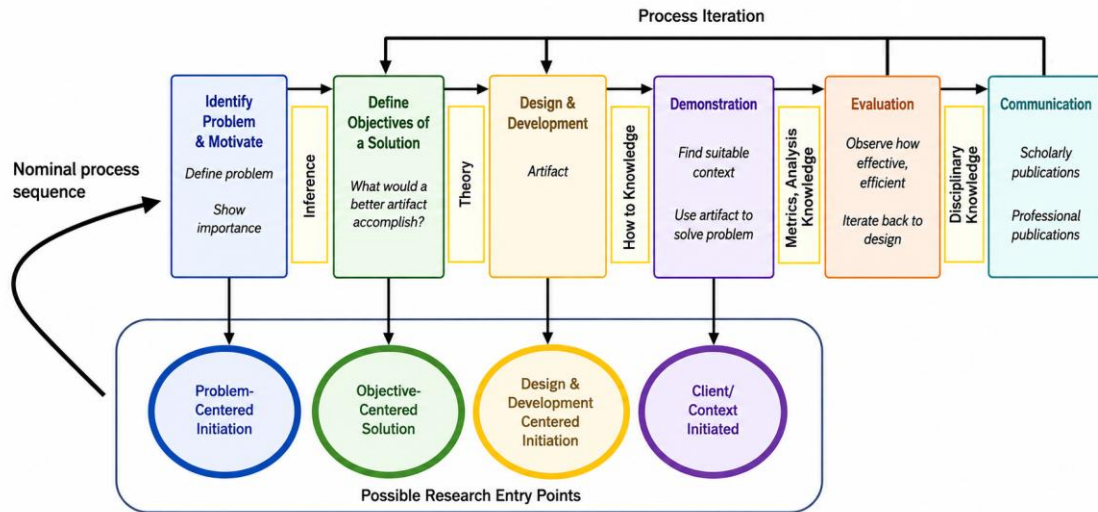 Process Iteration
Nominal process
sequence
Identify
Problem
& Motivate
Define problem
Show
importance
Inference
Define
Objectives of
a Solution
What would a
better artifact
accomplish?
Theory
Design &
Development
Artifact
How to Knowledge
Demonstration
Find suitable
context
Use artifact to
solve problem
Metrics, Analysis
Knowledge
Evaluation
Observe how
effective,
efficient
Iterate back to
design
Disciplinary
Knowledge
Communication
Scholarly
publications
Professional
publications
Problem-
Centered
Initiation
Objective-
Centered
Solution
Design &
Development
Centered
Initiation
Client/
Context
Initiated
Possible Research Entry Points